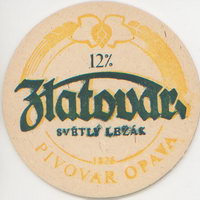 12%
Zlatovar
SVĚTLÝ LEŽÁK
1825
PIVOVAR OPAVA